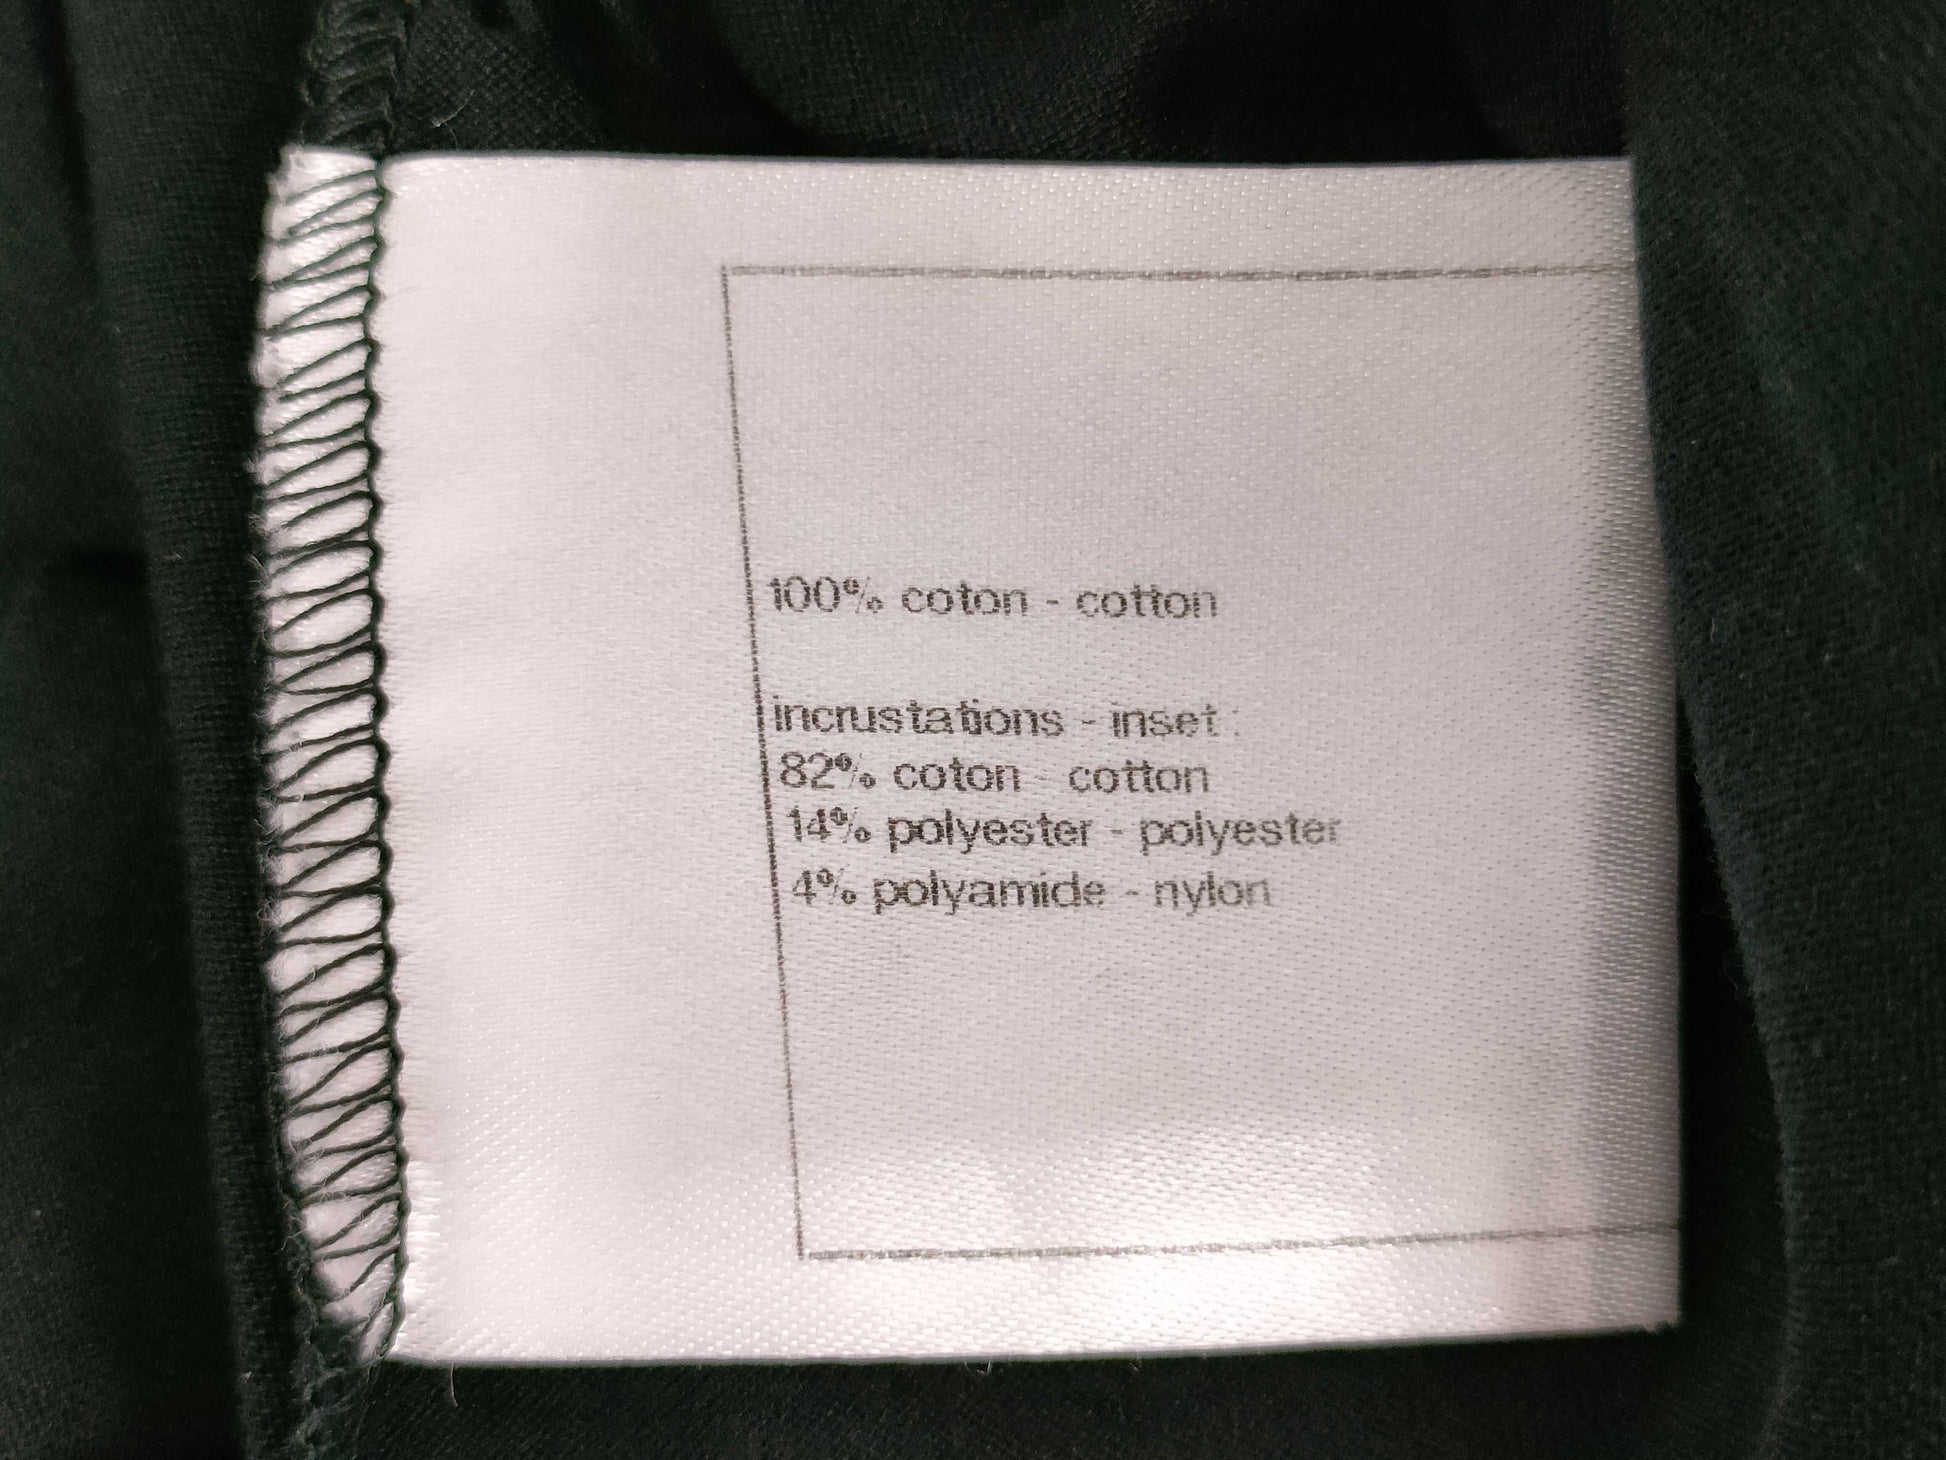 100% coton - cotton
incrustations - inset :
82% coton - cotton
14% polyester - polyester
4% polyamide - nylon